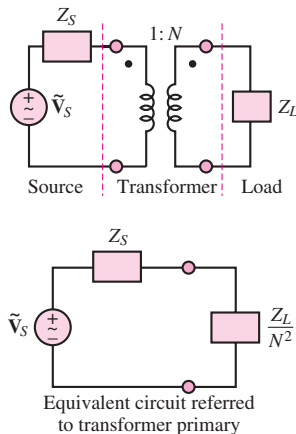 Z_S
1: N
+
~
–
Ṽ_S
Z_L
Source Transformer Load
Z_S
+
~
–
Ṽ_S
Z_L
N²
Equivalent circuit referred
to transformer primary